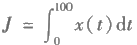 J = ∫₀¹⁰⁰ x(t)dt